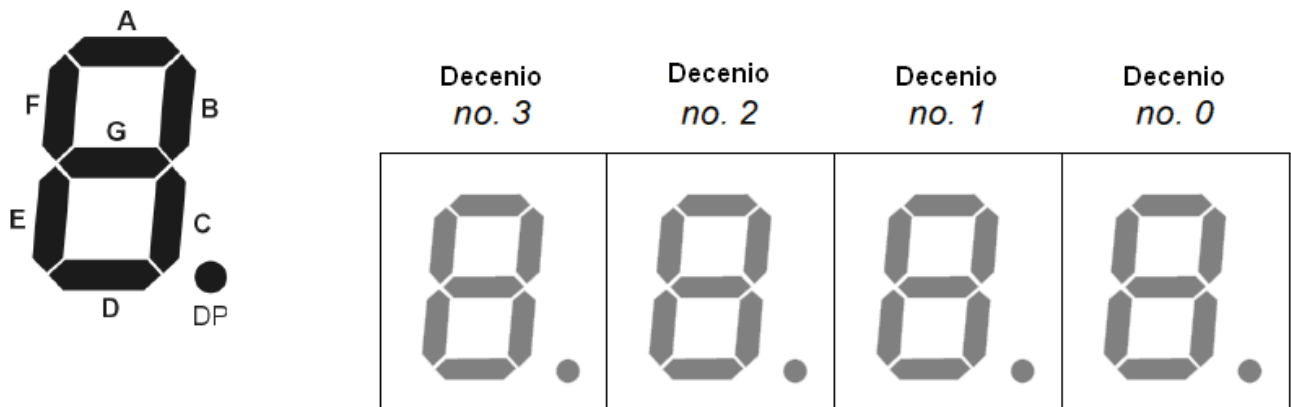 A
F
B
G
E
C
D
DP
Decenio
no. 3
Decenio
no. 2
Decenio
no. 1
Decenio
no. 0